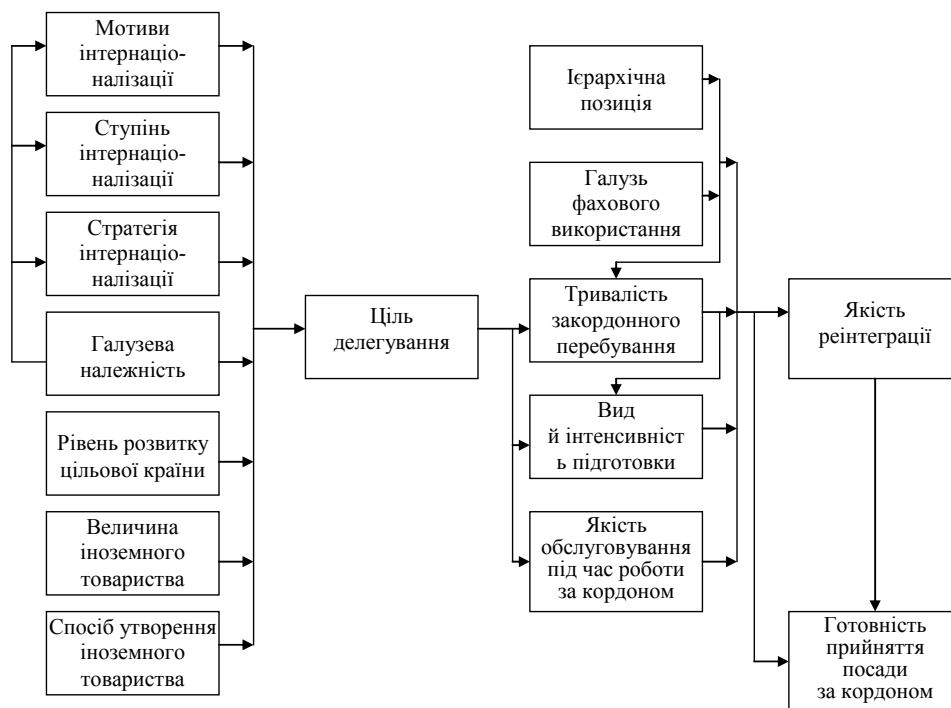 Мотиви
інтернаціо-
налізації
Ступінь
інтернаціо-
налізації
Стратегія
інтернаціо-
налізації
Галузева
належність
Рівень розвитку
цільової країни
Величина
іноземного
товариства
Спосіб утворення
іноземного
товариства
Ціль
делегування
Ієрархічна
позиція
Галузь
фахового
використання
Тривалість
закордонного
перебування
Вид
й інтенсивніст
ь підготовки
Якість
обслуговування
під час роботи
за кордоном
Якість
реінтеграції
Готовність
прийняття
посади
за кордоном